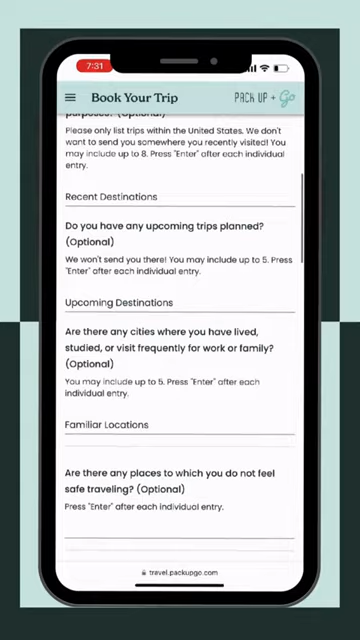 7:31
Book Your Trip
PACK UP + Go
purposes? (Optional)
Please only list trips within the United States. We don't
want to send you somewhere you recently visited! You
may include up to 8. Press "Enter" after each individual
entry.
Recent Destinations
Do you have any upcoming trips planned?
(Optional)
We won't send you there! You may include up to 5. Press
"Enter" after each individual entry.
Upcoming Destinations
Are there any cities where you have lived,
studied, or visit frequently for work or family?
(Optional)
You may include up to 5. Press "Enter" after each
individual entry.
Familiar Locations
Are there any places to which you do not feel
safe traveling? (Optional)
Press "Enter" after each individual entry.
travel.packupgo.com